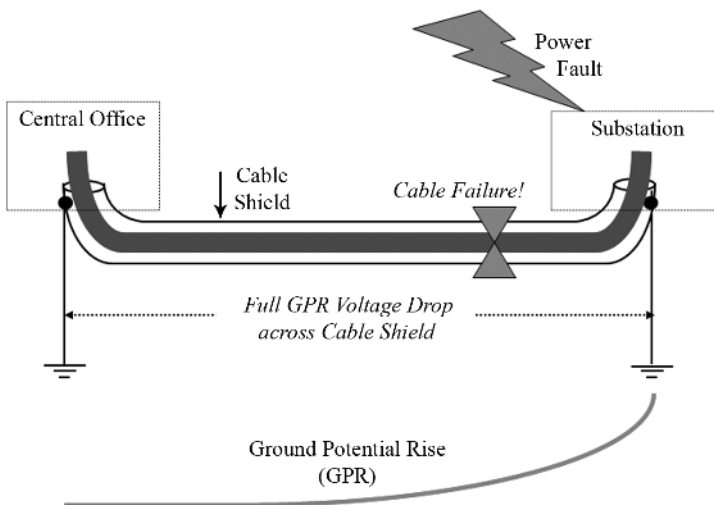 Power
Fault
Central Office
Substation
Cable
Shield
Cable Failure!
Full GPR Voltage Drop
across Cable Shield
Ground Potential Rise
(GPR)